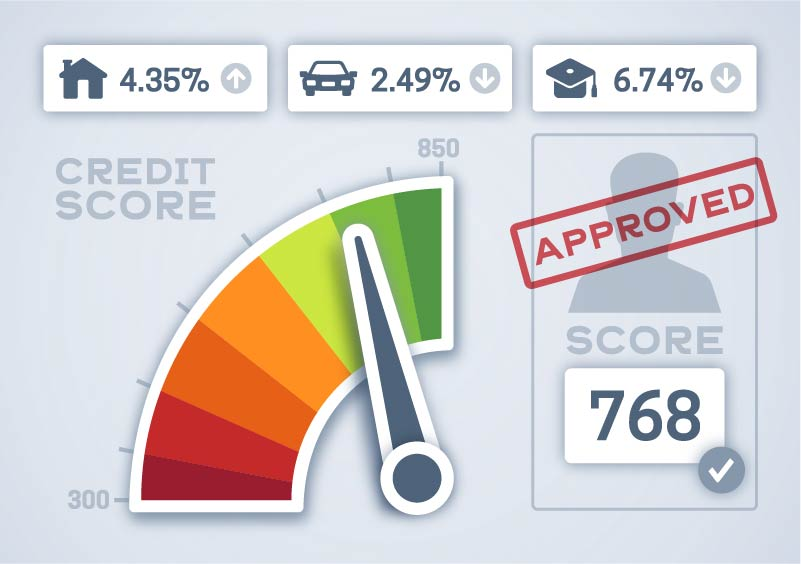 4.35%
2.49%
6.74%
CREDIT
SCORE
850
300
APPROVED
SCORE
768